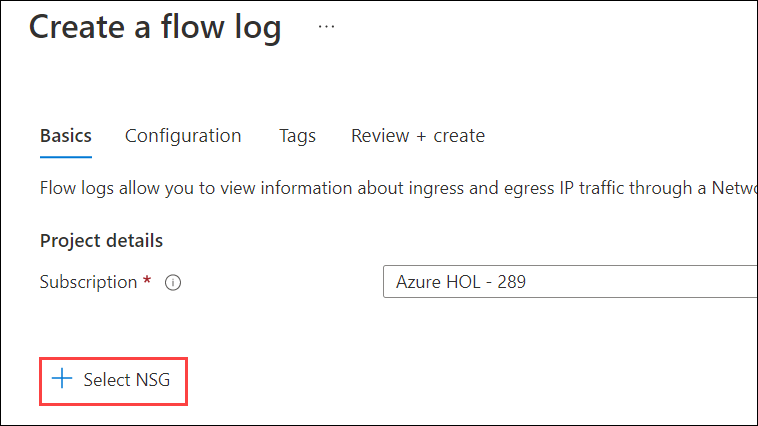 Create a flow log ...
Basics Configuration Tags Review + create
Flow logs allow you to view information about ingress and egress IP traffic through a Netwo
Project details
Subscription * Azure HOL - 289
+ Select NSG